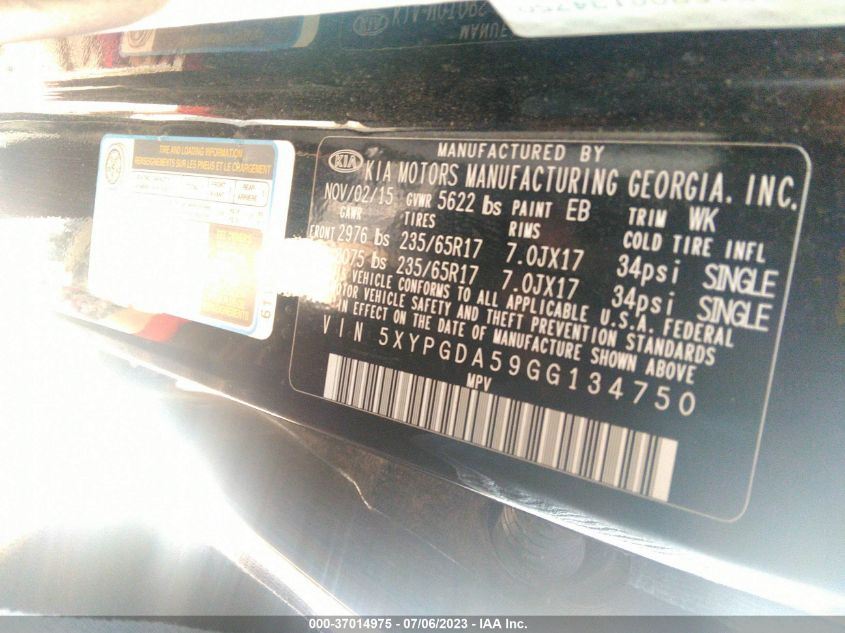 MANUFACTURED BY
KIA KIA MOTORS MANUFACTURING GEORGIA. INC.
NOV/02/15 GVWR 5622 lbs PAINT EB TRIM WK
GAWR TIRES RIMS COLD TIRE INFL
FRONT 2976 lbs 235/65R17 7.0JX17 34psi SINGLE
3075 lbs 235/65R17 7.0JX17 34psi SINGLE
VEHICLE CONFORMS TO ALL APPLICABLE U.S.A. FEDERAL
MOTOR VEHICLE SAFETY AND THEFT PREVENTION STANDARDS
IN EFFECT ON THE DATE OF MANUFACTURE SHOWN ABOVE
VIN 5XYPGDA59GG134750
MPV
TIRE AND LOADING INFORMATION
RENSEIGNEMENTS SUR LES PNEUS ET LE CHARGEMENT
000-37014975 - 07/06/2023 - IAA Inc.